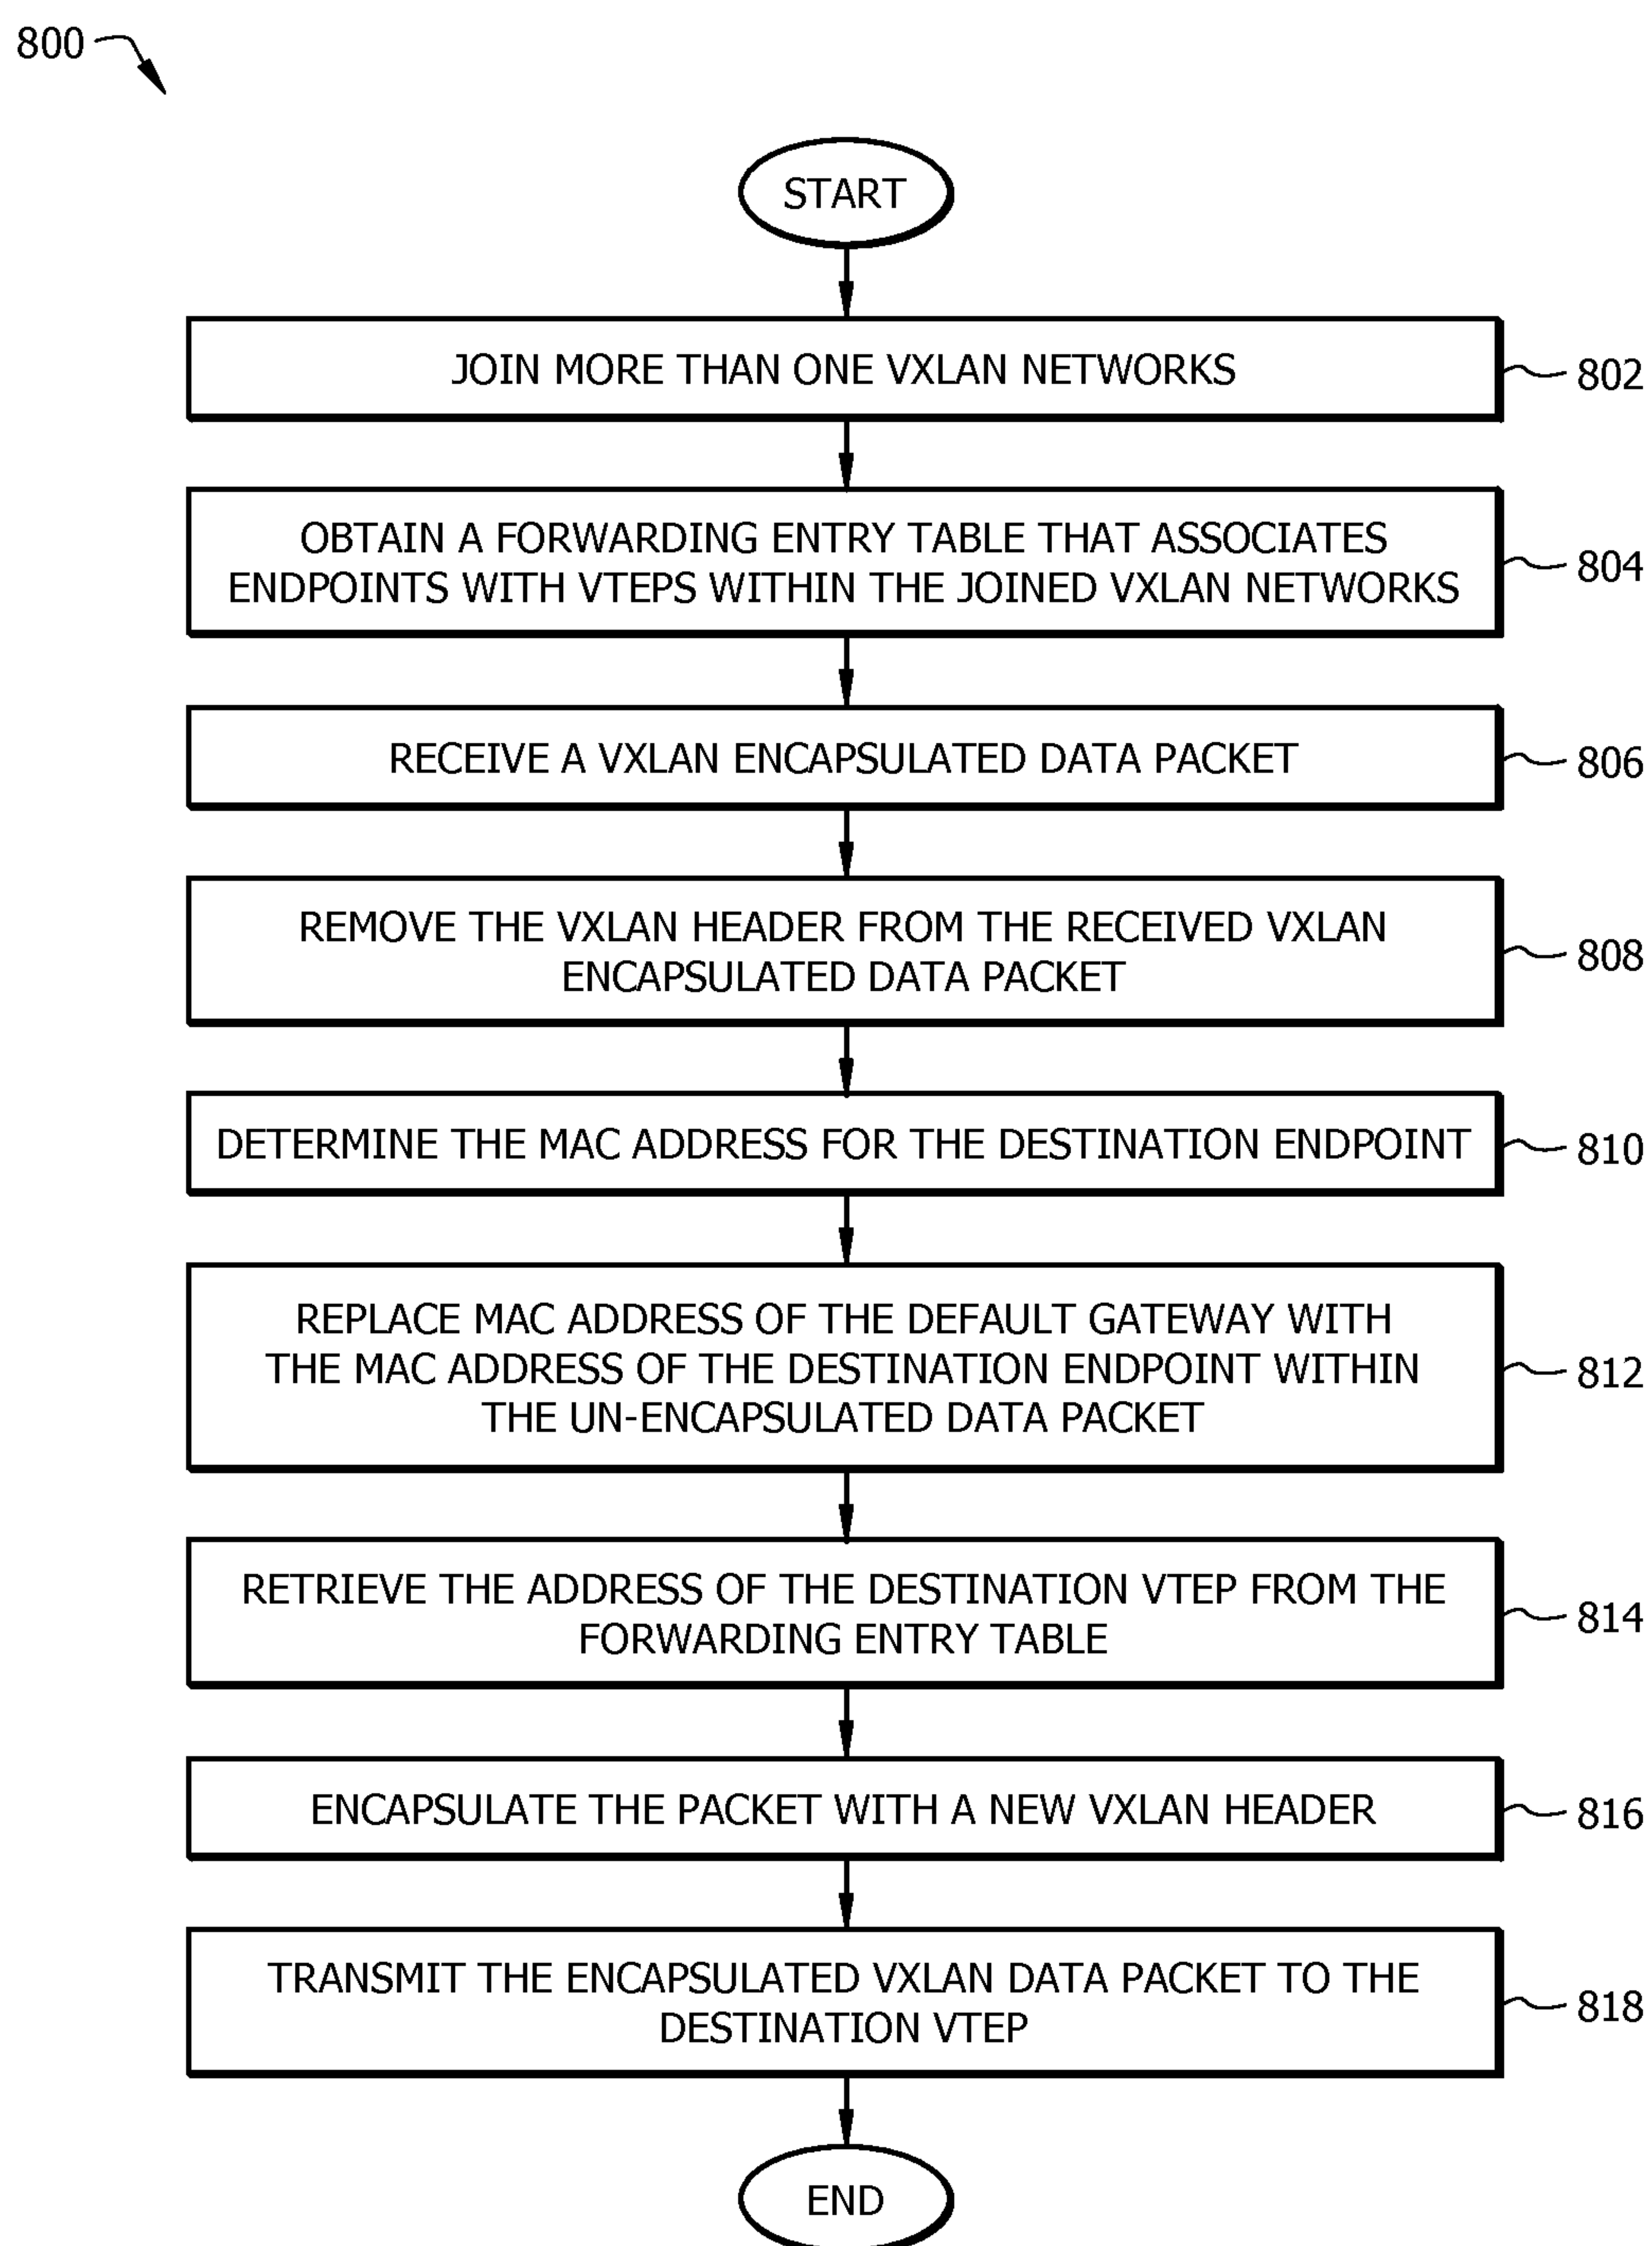 800
START
JOIN MORE THAN ONE VXLAN NETWORKS
802
OBTAIN A FORWARDING ENTRY TABLE THAT ASSOCIATES
ENDPOINTS WITH VTEPS WITHIN THE JOINED VXLAN NETWORKS
804
RECEIVE A VXLAN ENCAPSULATED DATA PACKET
806
REMOVE THE VXLAN HEADER FROM THE RECEIVED VXLAN
ENCAPSULATED DATA PACKET
808
DETERMINE THE MAC ADDRESS FOR THE DESTINATION ENDPOINT
810
REPLACE MAC ADDRESS OF THE DEFAULT GATEWAY WITH
THE MAC ADDRESS OF THE DESTINATION ENDPOINT WITHIN
THE UN-ENCAPSULATED DATA PACKET
812
RETRIEVE THE ADDRESS OF THE DESTINATION VTEP FROM THE
FORWARDING ENTRY TABLE
814
ENCAPSULATE THE PACKET WITH A NEW VXLAN HEADER
816
TRANSMIT THE ENCAPSULATED VXLAN DATA PACKET TO THE
DESTINATION VTEP
818
END